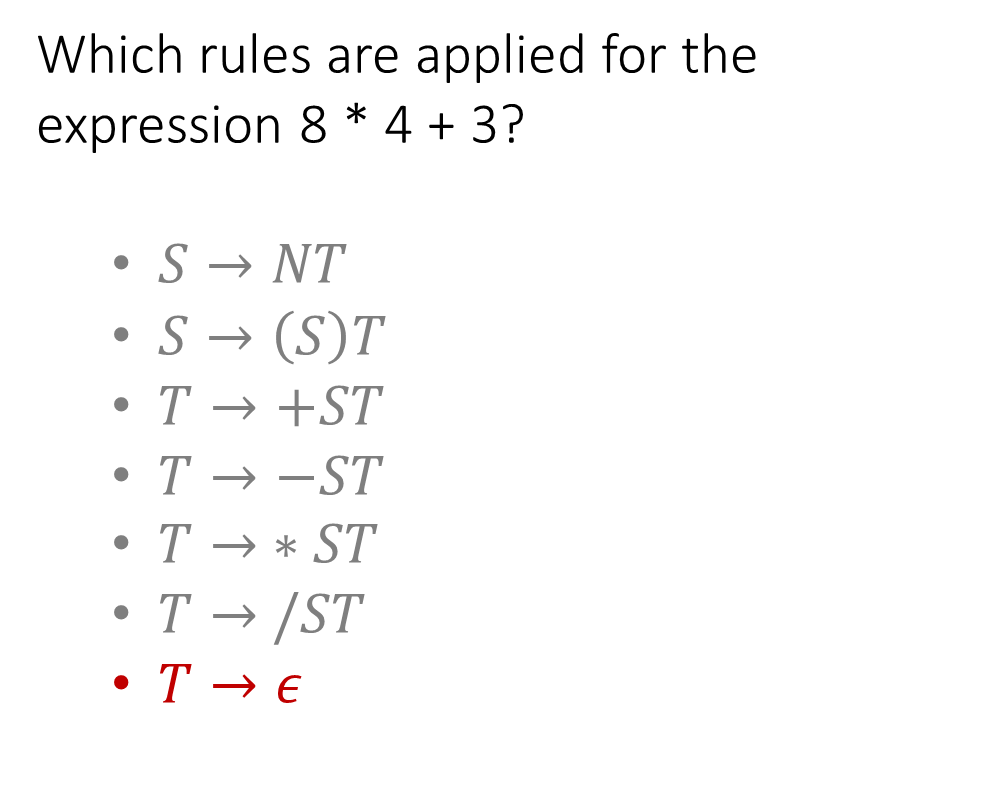 Which rules are applied for the
expression 8 * 4 + 3?
• S → NT
• S → (S)T
• T → +ST
• T → −ST
• T → * ST
• T → /ST
• T → ϵ